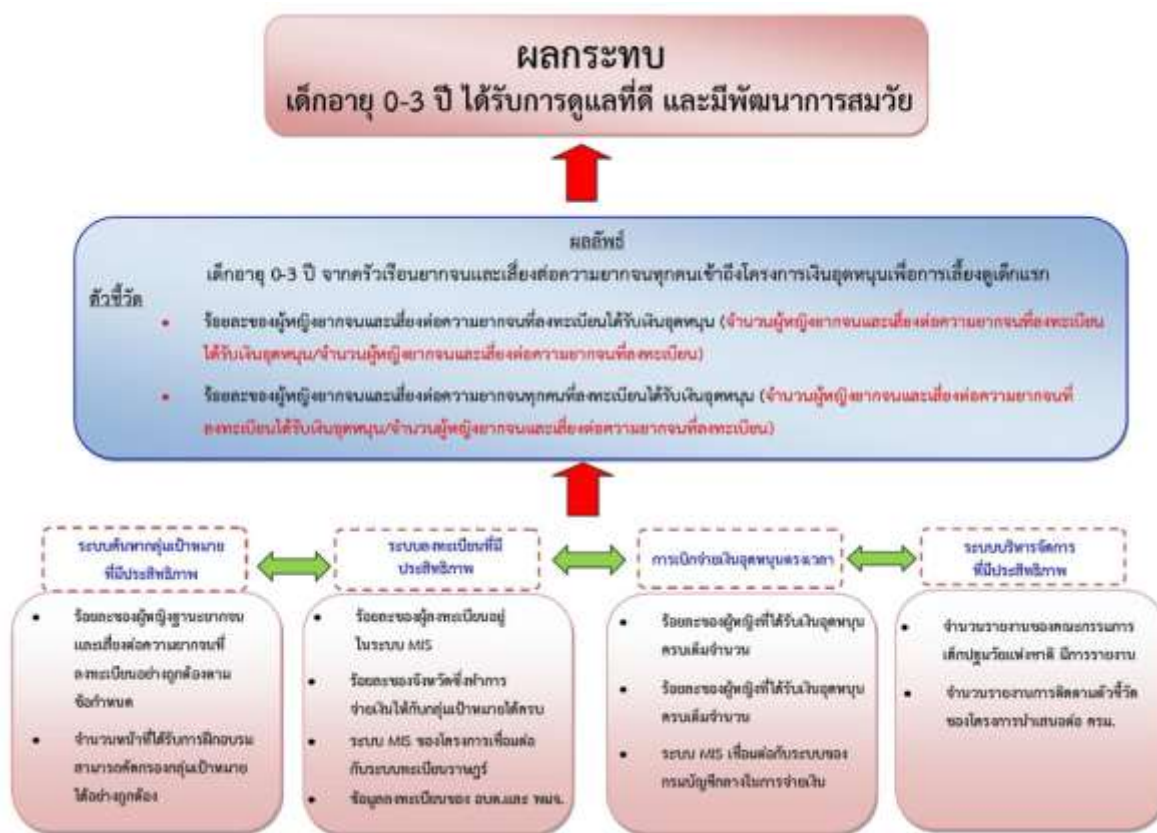 ผลกระทบ
เด็กอายุ 0-3 ปี ได้รับการดูแลที่ดี และมีพัฒนาการสมวัย
ผลลัพธ์
เด็กอายุ 0-3 ปี จากครัวเรือนยากจนและเสี่ยงต่อความยากจนทุกคนเข้าถึงโครงการเงินอุดหนุนเพื่อการเลี้ยงดูเด็กแรก
ตัวชี้วัด
• ร้อยละของผู้หญิงยากจนและเสี่ยงต่อความยากจนที่ลงทะเบียนได้รับเงินอุดหนุน (จำนวนผู้หญิงยากจนและเสี่ยงต่อความยากจนที่ลงทะเบียน
ได้รับเงินอุดหนุน/จำนวนผู้หญิงยากจนและเสี่ยงต่อความยากจนที่ลงทะเบียน)
• ร้อยละของผู้หญิงยากจนและเสี่ยงต่อความยากจนทุกคนที่ลงทะเบียนได้รับเงินอุดหนุน (จำนวนผู้หญิงยากจนและเสี่ยงต่อความยากจนที่
ลงทะเบียนได้รับเงินอุดหนุน/จำนวนผู้หญิงยากจนและเสี่ยงต่อความยากจนที่ลงทะเบียน)
ระบบค้นหากลุ่มเป้าหมาย
ที่มีประสิทธิภาพ
• ร้อยละของผู้หญิงฐานะยากจน
และเสี่ยงต่อความยากจนที่
ลงทะเบียนอย่างถูกต้องตาม
ข้อกำหนด
• จำนวนหน้าที่ได้รับการฝึกอบรม
สามารถคัดกรองกลุ่มเป้าหมาย
ได้อย่างถูกต้อง
ระบบลงทะเบียนที่มี
ประสิทธิภาพ
• ร้อยละของผู้ลงทะเบียนอยู่
ในระบบ MIS
• ร้อยละของจังหวัดซึ่งทำการ
จ่ายเงินให้กับกลุ่มเป้าหมายได้ครบ
• ระบบ MIS ของโครงการเชื่อมต่อ
กับระบบทะเบียนราษฎร์
• ข้อมูลลงทะเบียนของ อบต.และ พมจ.
การเบิกจ่ายเงินอุดหนุนตรงเวลา
• ร้อยละของผู้หญิงที่ได้รับเงินอุดหนุน
ครบเต็มจำนวน
• ร้อยละของผู้หญิงที่ได้รับเงินอุดหนุน
ครบเต็มจำนวน
• ระบบ MIS เชื่อมต่อกับระบบของ
กรมบัญชีกลางในการจ่ายเงิน
ระบบบริหารจัดการ
ที่มีประสิทธิภาพ
• จำนวนรายงานของคณะกรรมการ
เด็กปฐมวัยแห่งชาติ มีการรายงาน
• จำนวนรายงานการติดตามตัวชี้วัด
ของโครงการนำเสนอต่อ ครม.